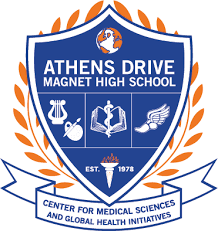 ATHENS DRIVE
MAGNET HIGH SCHOOL
EST. 1978
CENTER FOR MEDICAL SCIENCES
AND GLOBAL HEALTH INITIATIVES